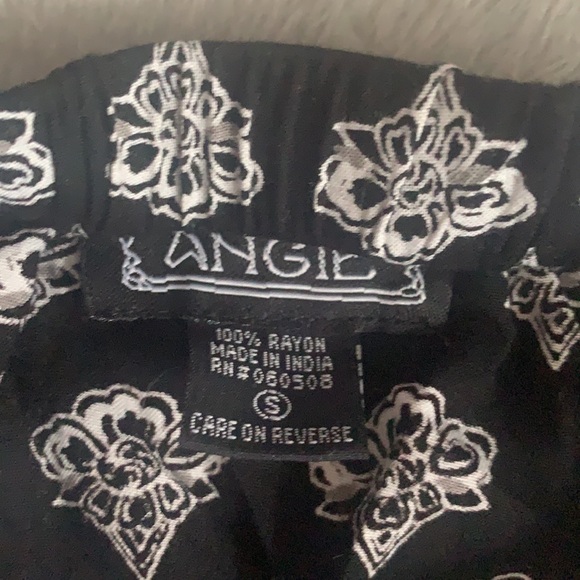 ANGIE
100% RAYON
MADE IN INDIA
RN#060508
S
CARE ON REVERSE